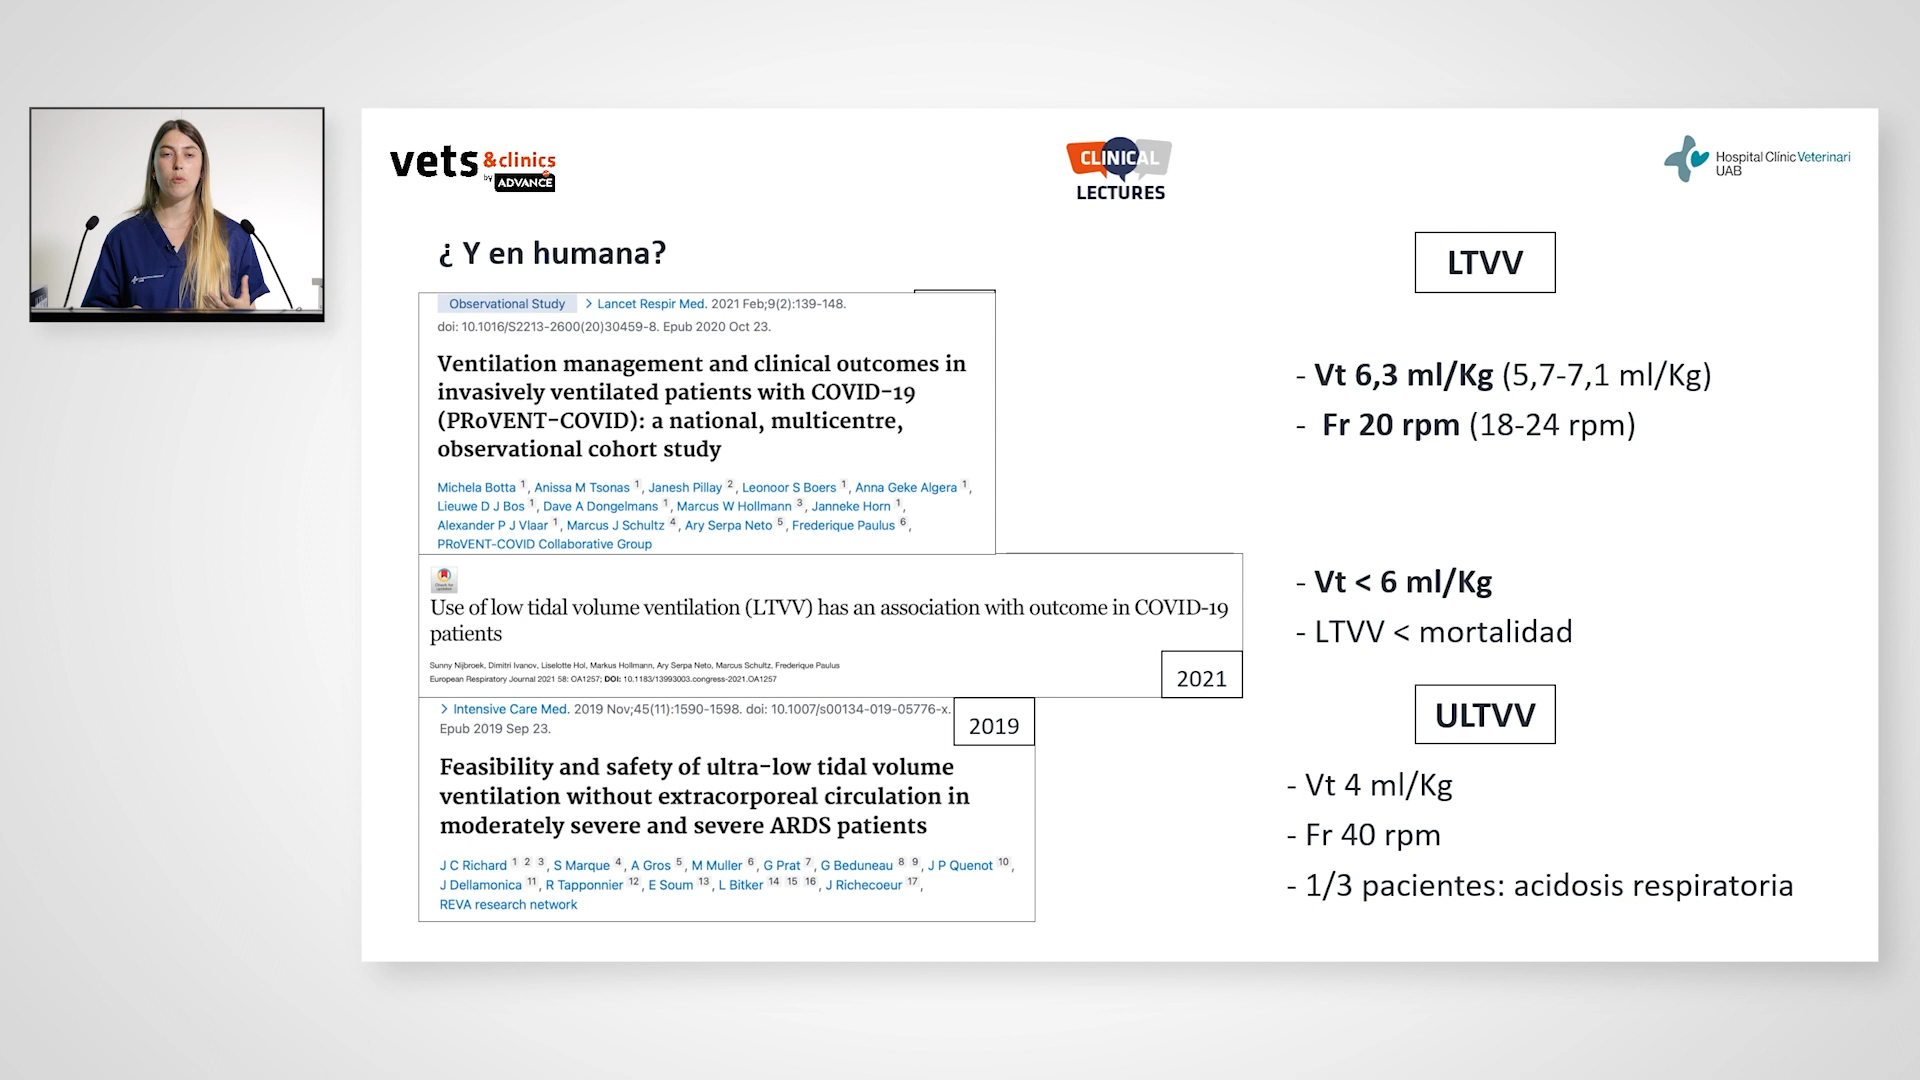 vets &clinics
by ADVANCE
CLINICAL
LECTURES
Hospital Clínic Veterinari
UAB
¿ Y en humana?
LTVV
Observational Study > Lancet Respir Med. 2021 Feb;9(2):139-148.
doi: 10.1016/S2213-2600(20)30459-8. Epub 2020 Oct 23.
Ventilation management and clinical outcomes in
invasively ventilated patients with COVID-19
(PRoVENT-COVID): a national, multicentre,
observational cohort study
Michela Botta 1, Anissa M Tsonas 1, Janesh Pillay 2, Leonoor S Boers 1, Anna Geke Algera 1,
Lieuwe D J Bos 1, Dave A Dongelmans 1, Marcus W Hollmann 3, Janneke Horn 1,
Alexander P J Vlaar 1, Marcus J Schultz 4, Ary Serpa Neto 5, Frederique Paulus 6,
PRoVENT-COVID Collaborative Group
- Vt 6,3 ml/Kg (5,7-7,1 ml/Kg)
- Fr 20 rpm (18-24 rpm)
Check for
updates
Use of low tidal volume ventilation (LTVV) has an association with outcome in COVID-19
patients
Sunny Nijbroek, Dimitri Ivanov, Liselotte Hol, Markus Hollmann, Ary Serpa Neto, Marcus Schultz, Frederique Paulus
European Respiratory Journal 2021 58: OA1257; DOI: 10.1183/13993003.congress-2021.OA1257
2021
- Vt < 6 ml/Kg
- LTVV < mortalidad
> Intensive Care Med. 2019 Nov;45(11):1590-1598. doi: 10.1007/s00134-019-05776-x.
Epub 2019 Sep 23.
2019
Feasibility and safety of ultra-low tidal volume
ventilation without extracorporeal circulation in
moderately severe and severe ARDS patients
J C Richard 1 2 3, S Marque 4, A Gros 5, M Muller 6, G Prat 7, G Beduneau 8 9, J P Quenot 10,
J Dellamonica 11, R Tapponnier 12, E Soum 13, L Bitker 14 15 16, J Richecoeur 17,
REVA research network
ULTVV
- Vt 4 ml/Kg
- Fr 40 rpm
- 1/3 pacientes: acidosis respiratoria